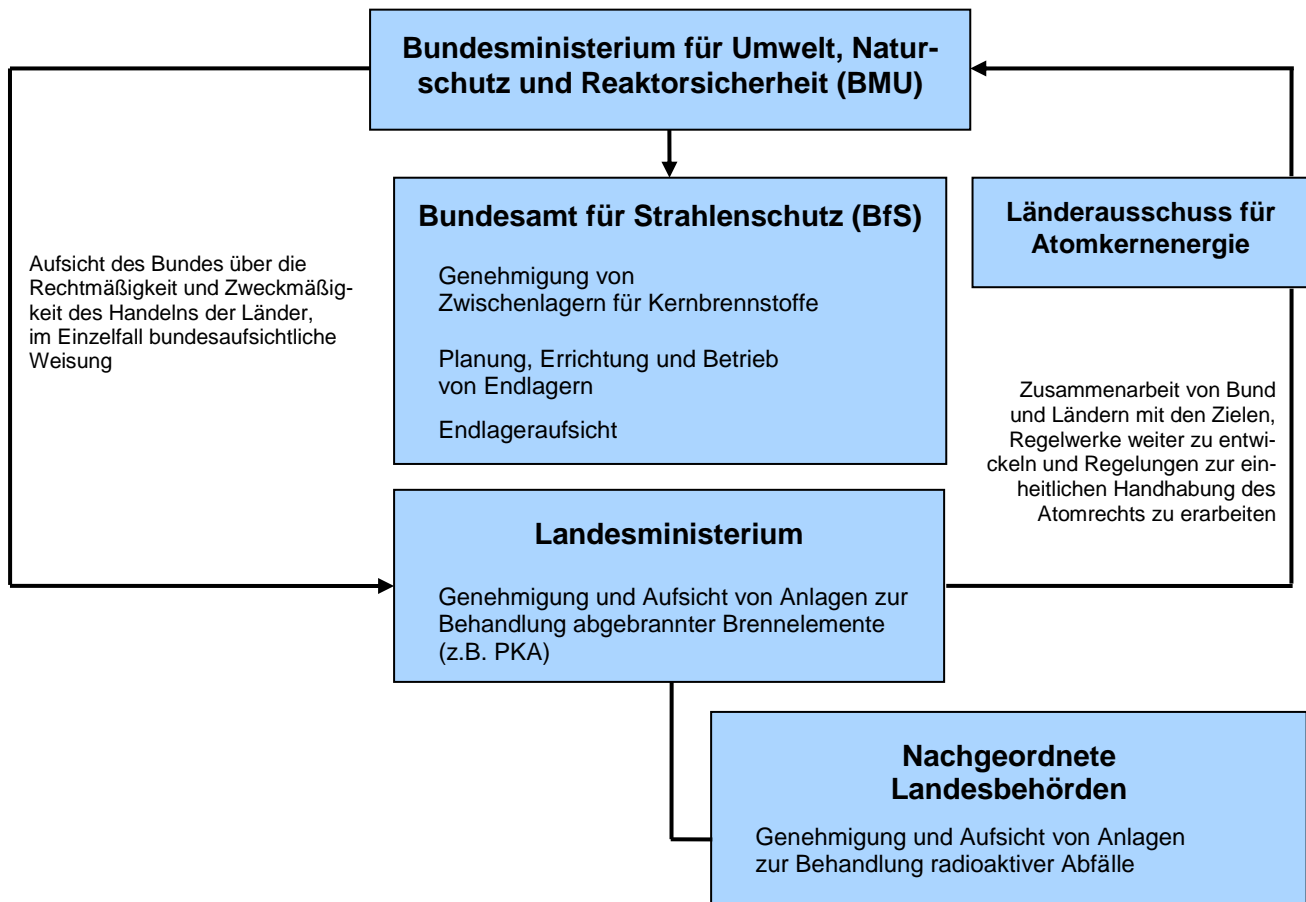 Bundesministerium für Umwelt, Natur-
schutz und Reaktorsicherheit (BMU)
Bundesamt für Strahlenschutz (BfS)
Genehmigung von
Zwischenlagern für Kernbrennstoffe
Planung, Errichtung und Betrieb
von Endlagern
Endlageraufsicht
Länderausschuss für
Atomkernenergie
Aufsicht des Bundes über die
Rechtmäßigkeit und Zweckmäßig-
keit des Handelns der Länder,
im Einzelfall bundesaufsichtliche
Weisung
Zusammenarbeit von Bund
und Ländern mit den Zielen,
Regelwerke weiter zu entwi-
ckeln und Regelungen zur ein-
heitlichen Handhabung des
Atomrechts zu erarbeiten
Landesministerium
Genehmigung und Aufsicht von Anlagen zur
Behandlung abgebrannter Brennelemente
(z.B. PKA)
Nachgeordnete
Landesbehörden
Genehmigung und Aufsicht von Anlagen
zur Behandlung radioaktiver Abfälle